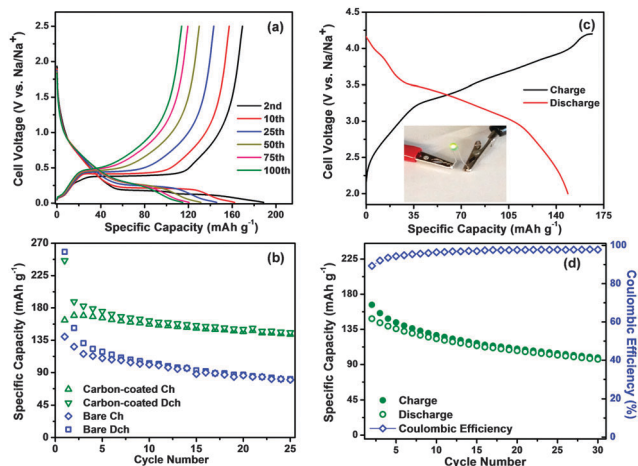 (a)
Cell Voltage (V vs. Na/Na⁺)
2.5
2.0
1.5
1.0
0.5
0.0
2nd
10th
25th
50th
75th
100th
0 40 80 120 160 200
Specific Capacity (mAh g⁻¹)
(c)
Cell Voltage (V vs. Na/Na⁺)
4.5
4.0
3.5
3.0
2.5
2.0
Charge
Discharge
0 35 70 105 140 175
Specific Capacity (mAh g⁻¹)
(b)
Specific Capacity (mAh g⁻¹)
270
225
180
135
90
45
0
Carbon-coated Ch
Carbon-coated Dch
Bare Ch
Bare Dch
0 5 10 15 20 25
Cycle Number
(d)
Specific Capacity (mAh g⁻¹)
225
180
135
90
45
0
Charge
Discharge
Coulombic Efficiency
0 5 10 15 20 25 30
Cycle Number
100
80
60
40
20
0
Coulombic Efficiency (%)